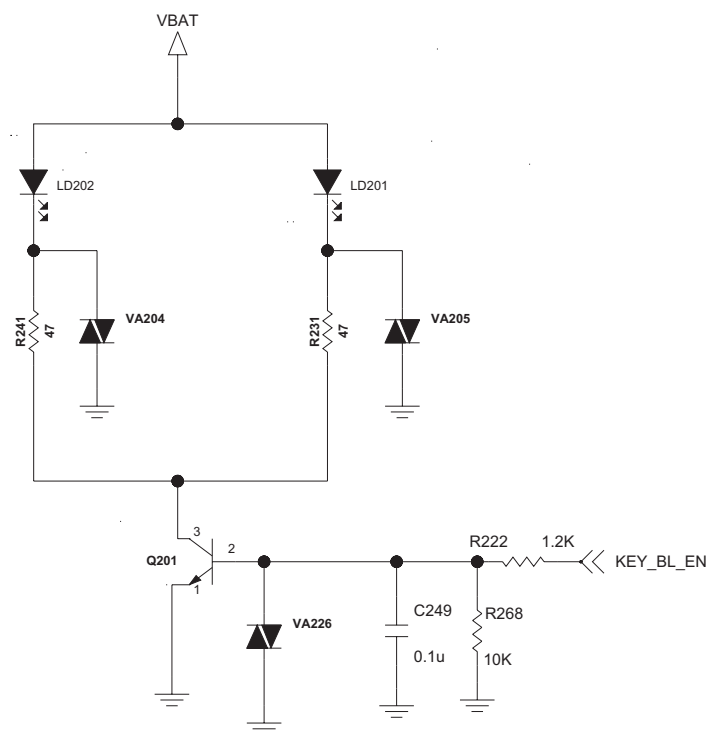 VBAT
LD202
LD201
R241
47
VA204
R231
47
VA205
3
Q201
2
1
R222
1.2K
KEY_BL_EN
VA226
C249
0.1u
R268
10K